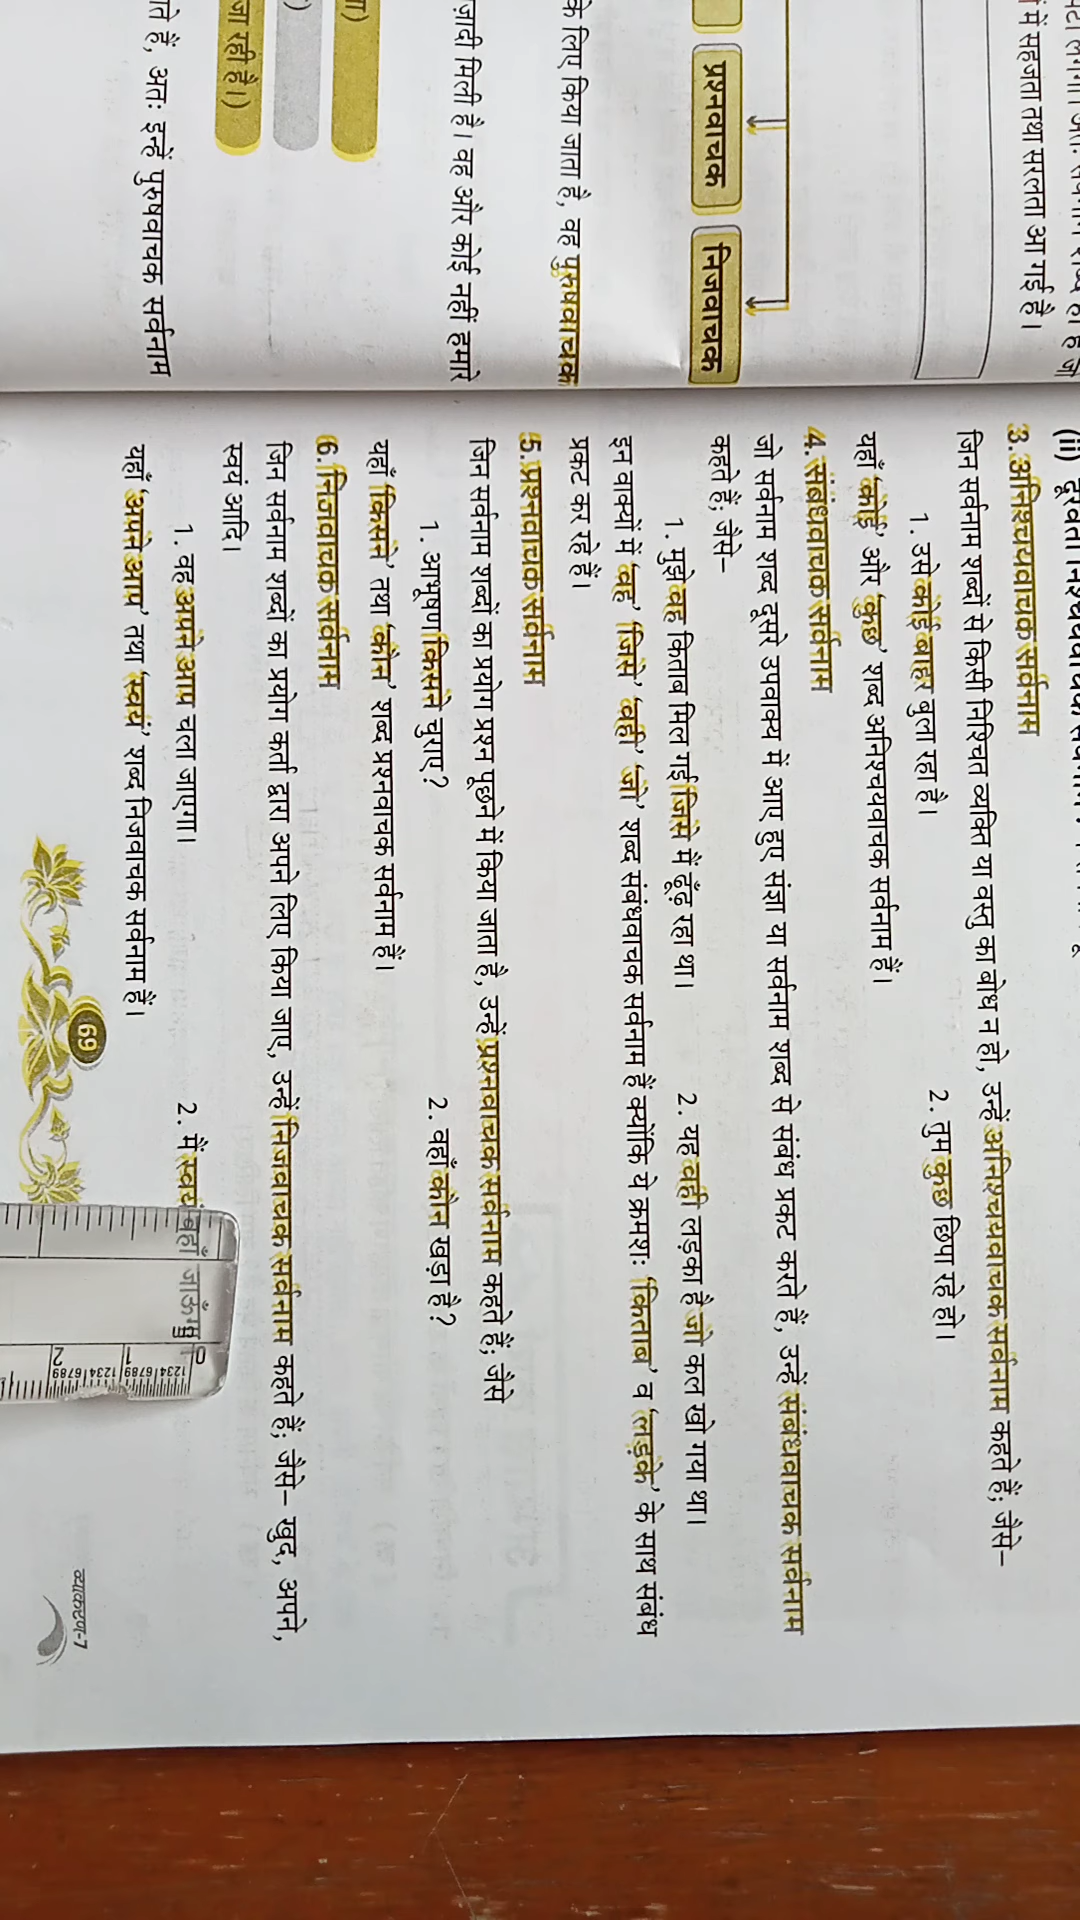 में सहजता तथा सरलता आ गई है।
प्रश्नवाचक
निजवाचक
के लिए किया जाता है, वह पुरुषवाचक
ज़ादी मिली है। वह और कोई नहीं हमारे
जा रही है।)
ाते हैं, अतः इन्हें पुरुषवाचक सर्वनाम
3. अनिश्चयवाचक सर्वनाम
जिन सर्वनाम शब्दों से किसी निश्चित व्यक्ति या वस्तु का बोध न हो, उन्हें अनिश्चयवाचक सर्वनाम कहते हैं; जैसे–
1. उसे कोई बाहर बुला रहा है। 2. तुम कुछ छिपा रहे हो।
यहाँ ‘कोई’ और ‘कुछ’ शब्द अनिश्चयवाचक सर्वनाम हैं।
4. संबंधवाचक सर्वनाम
जो सर्वनाम शब्द दूसरे उपवाक्य में आए हुए संज्ञा या सर्वनाम शब्द से संबंध प्रकट करते हैं, उन्हें संबंधवाचक सर्वनाम
कहते हैं; जैसे–
1. मुझे वह किताब मिल गई जिसे मैं ढूँढ़ रहा था। 2. यह वही लड़का है जो कल खो गया था।
इन वाक्यों में ‘वह’ ‘जिसे’ ‘वही’ ‘जो’ शब्द संबंधवाचक सर्वनाम हैं क्योंकि ये क्रमशः ‘किताब’ व ‘लड़के’ के साथ संबंध
प्रकट कर रहे हैं।
5. प्रश्नवाचक सर्वनाम
जिन सर्वनाम शब्दों का प्रयोग प्रश्न पूछने में किया जाता है, उन्हें प्रश्नवाचक सर्वनाम कहते हैं; जैसे
1. आभूषण किसने चुराए? 2. वहाँ कौन खड़ा है?
यहाँ ‘किसने’ तथा ‘कौन’ शब्द प्रश्नवाचक सर्वनाम हैं।
6. निजवाचक सर्वनाम
जिन सर्वनाम शब्दों का प्रयोग कर्ता द्वारा अपने लिए किया जाए, उन्हें निजवाचक सर्वनाम कहते हैं; जैसे– खुद, अपने,
स्वयं आदि।
1. वह अपने आप चला जाएगा। 2. मैं स्वयं वहाँ जाऊँगा
यहाँ ‘अपने आप’ तथा ‘स्वयं’ शब्द निजवाचक सर्वनाम हैं।
69
व्याकरण-7
0 1 2